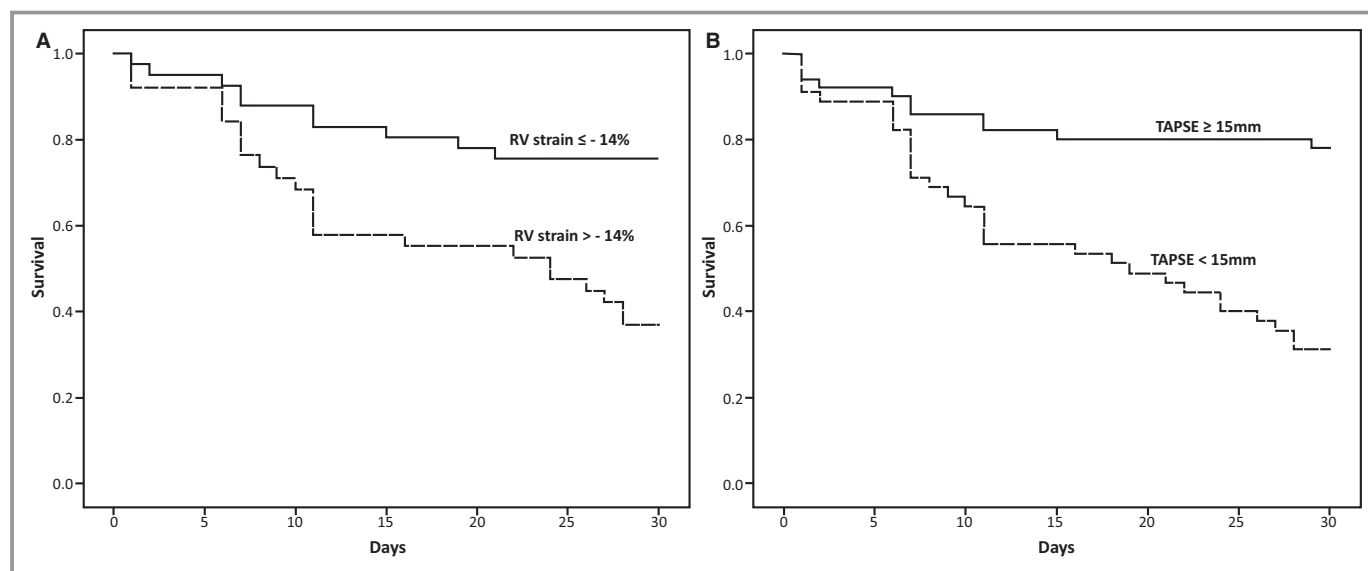 A
1.0
0.8
0.6
0.4
0.2
0.0
Survival
RV strain ≤ - 14%
RV strain > - 14%
0 5 10 15 20 25 30
Days
B
1.0
0.8
0.6
0.4
0.2
0.0
Survival
TAPSE ≥ 15mm
TAPSE < 15mm
0 5 10 15 20 25 30
Days